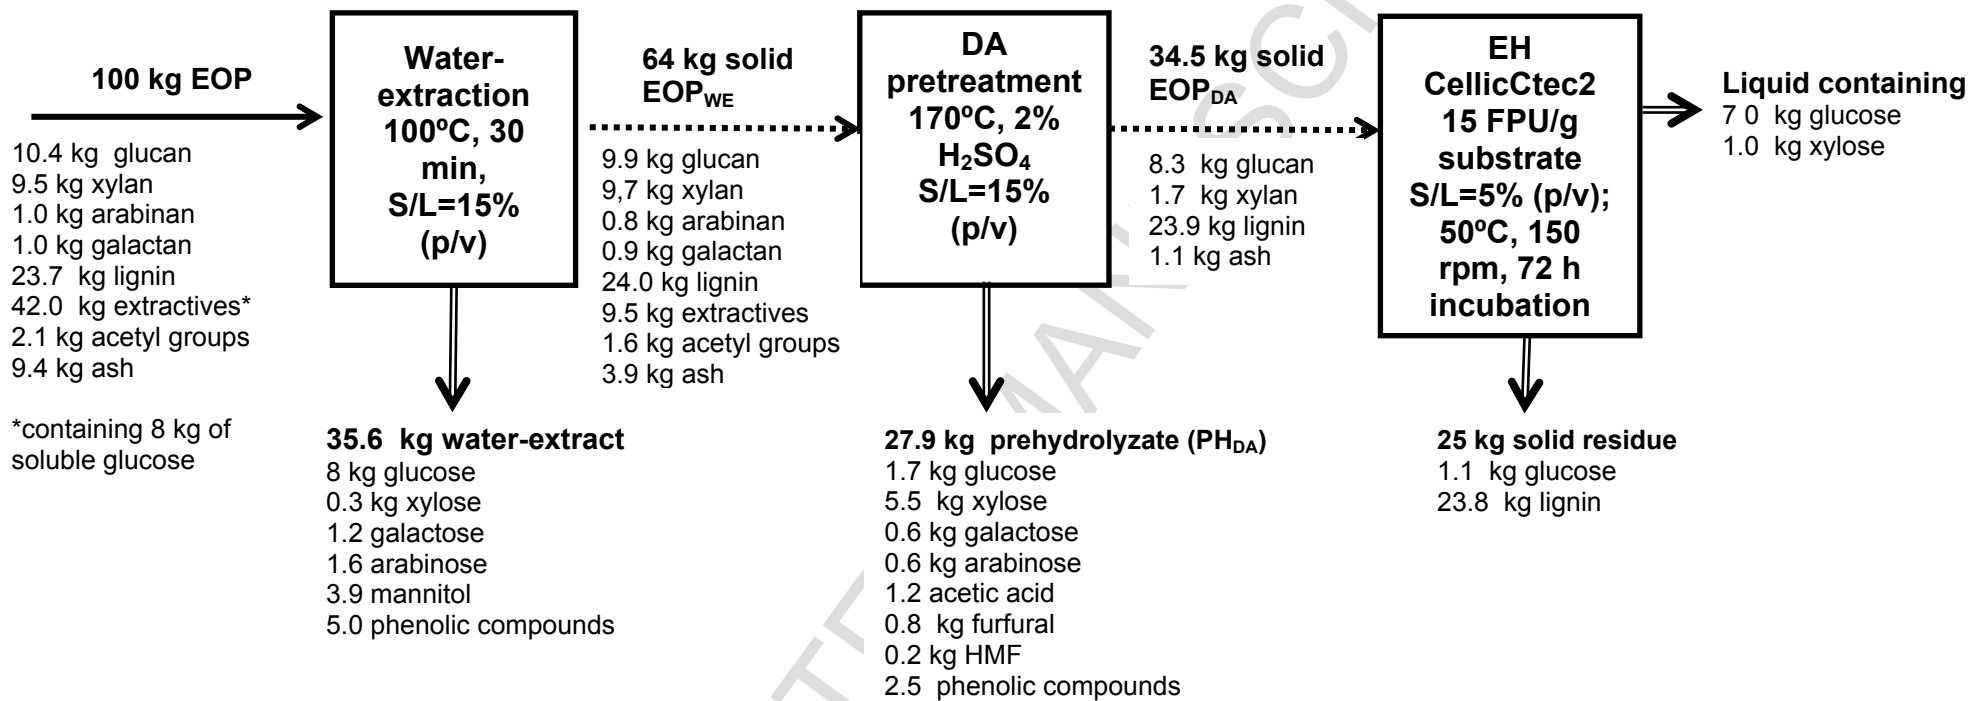 100 kg EOP
10.4 kg glucan
9.5 kg xylan
1.0 kg arabinan
1.0 kg galactan
23.7 kg lignin
42.0 kg extractives*
2.1 kg acetyl groups
9.4 kg ash
*containing 8 kg of
soluble glucose
Water-
extraction
100ºC, 30
min,
S/L=15%
(p/v)
35.6 kg water-extract
8 kg glucose
0.3 kg xylose
1.2 galactose
1.6 arabinose
3.9 mannitol
5.0 phenolic compounds
64 kg solid
EOPWE
9.9 kg glucan
9,7 kg xylan
0.8 kg arabinan
0.9 kg galactan
24.0 kg lignin
9.5 kg extractives
1.6 kg acetyl groups
3.9 kg ash
DA
pretreatment
170ºC, 2%
H2SO4
S/L=15%
(p/v)
27.9 kg prehydrolyzate (PHDA)
1.7 kg glucose
5.5 kg xylose
0.6 kg galactose
0.6 kg arabinose
1.2 acetic acid
0.8 kg furfural
0.2 kg HMF
2.5 phenolic compounds
34.5 kg solid
EOPDA
8.3 kg glucan
1.7 kg xylan
23.9 kg lignin
1.1 kg ash
EH
CellicCtec2
15 FPU/g
substrate
S/L=5% (p/v);
50ºC, 150
rpm, 72 h
incubation
25 kg solid residue
1.1 kg glucose
23.8 kg lignin
Liquid containing
7 0 kg glucose
1.0 kg xylose